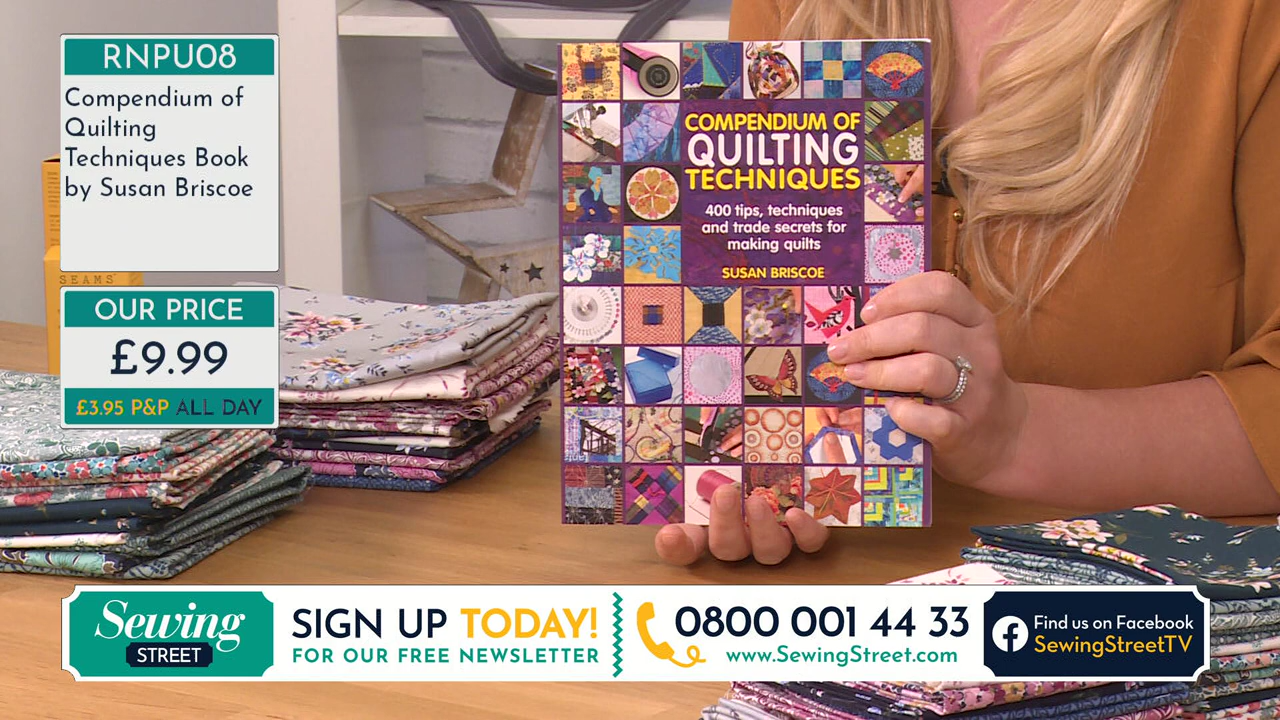 RNPU08
Compendium of
Quilting
Techniques Book
by Susan Briscoe
OUR PRICE
£9.99
£3.95 P&P ALL DAY
SEAMS
COMPENDIUM OF
QUILTING
TECHNIQUES
400 tips, techniques
and trade secrets for
making quilts
SUSAN BRISCOE
Sewing
STREET
SIGN UP TODAY!
FOR OUR FREE NEWSLETTER
0800 001 44 33
www.SewingStreet.com
Find us on Facebook
SewingStreetTV